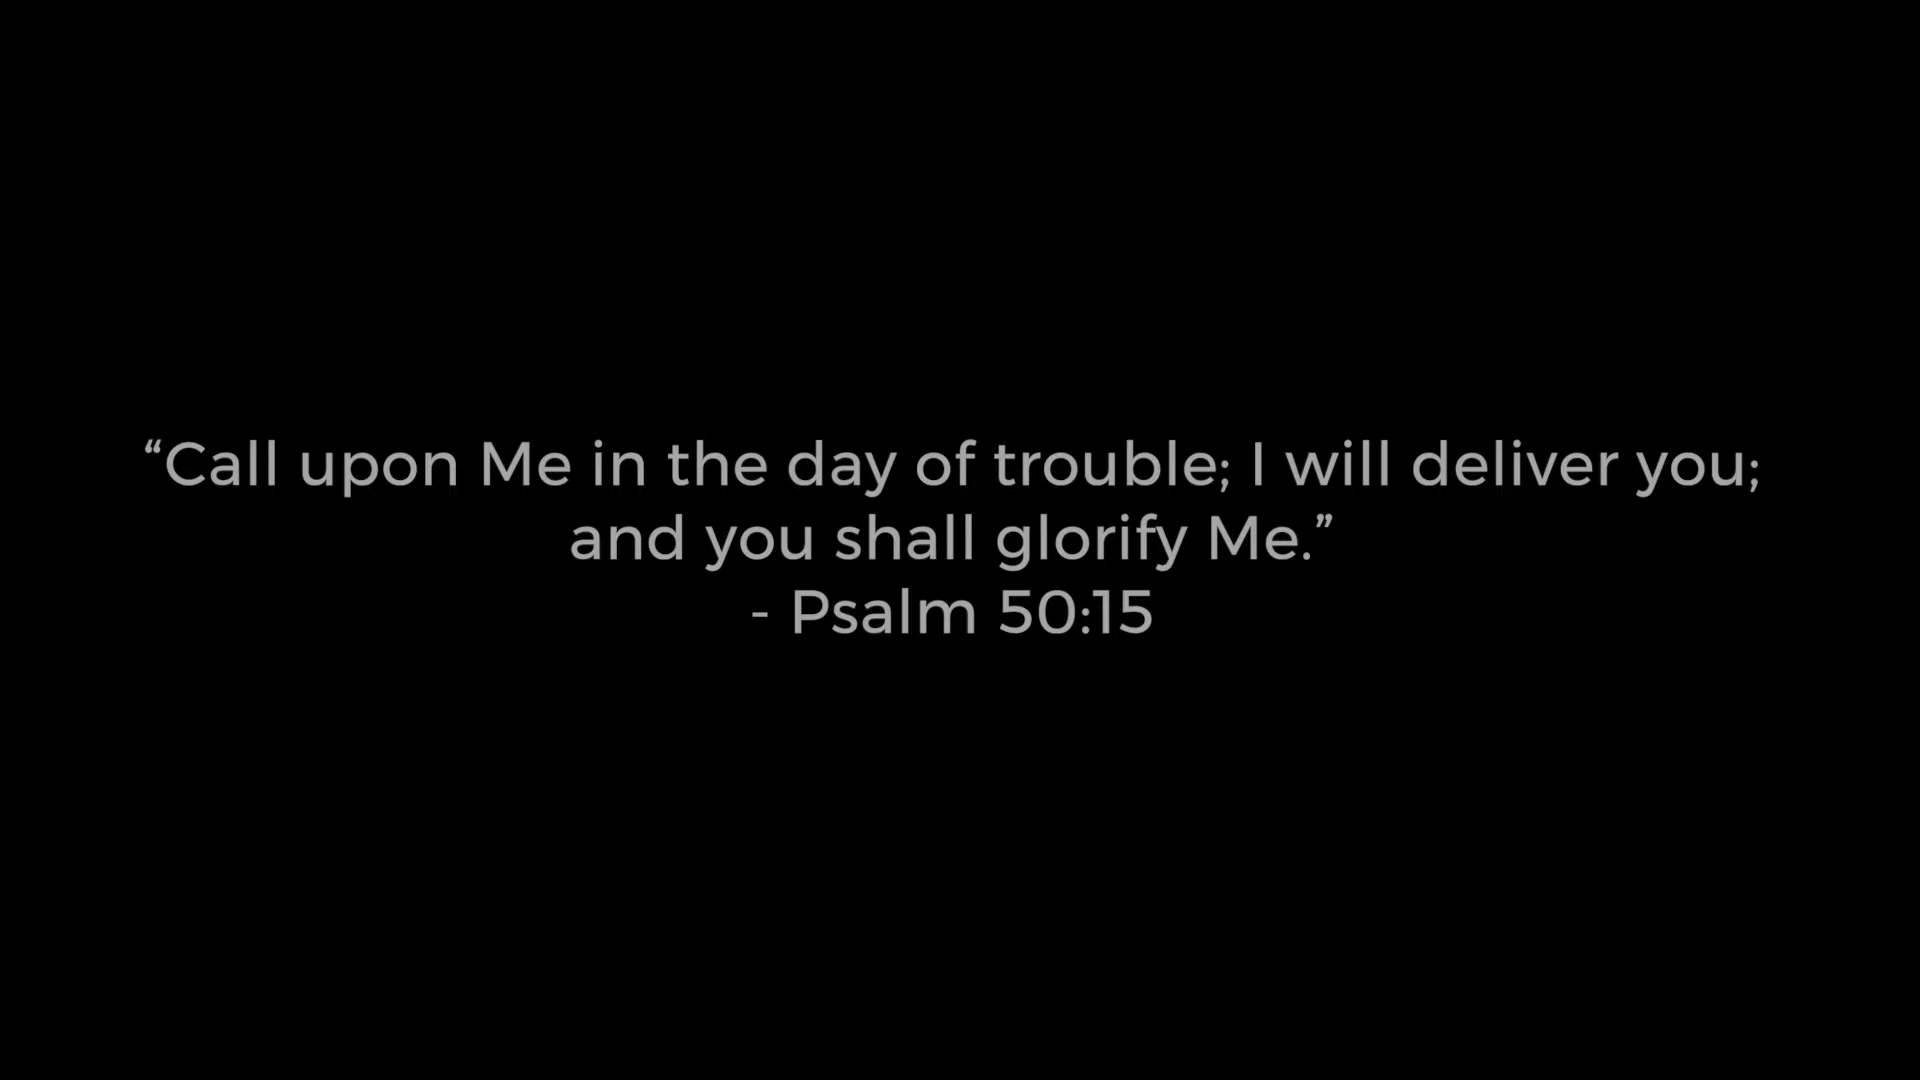 “Call upon Me in the day of trouble; I will deliver you;
and you shall glorify Me.”
- Psalm 50:15